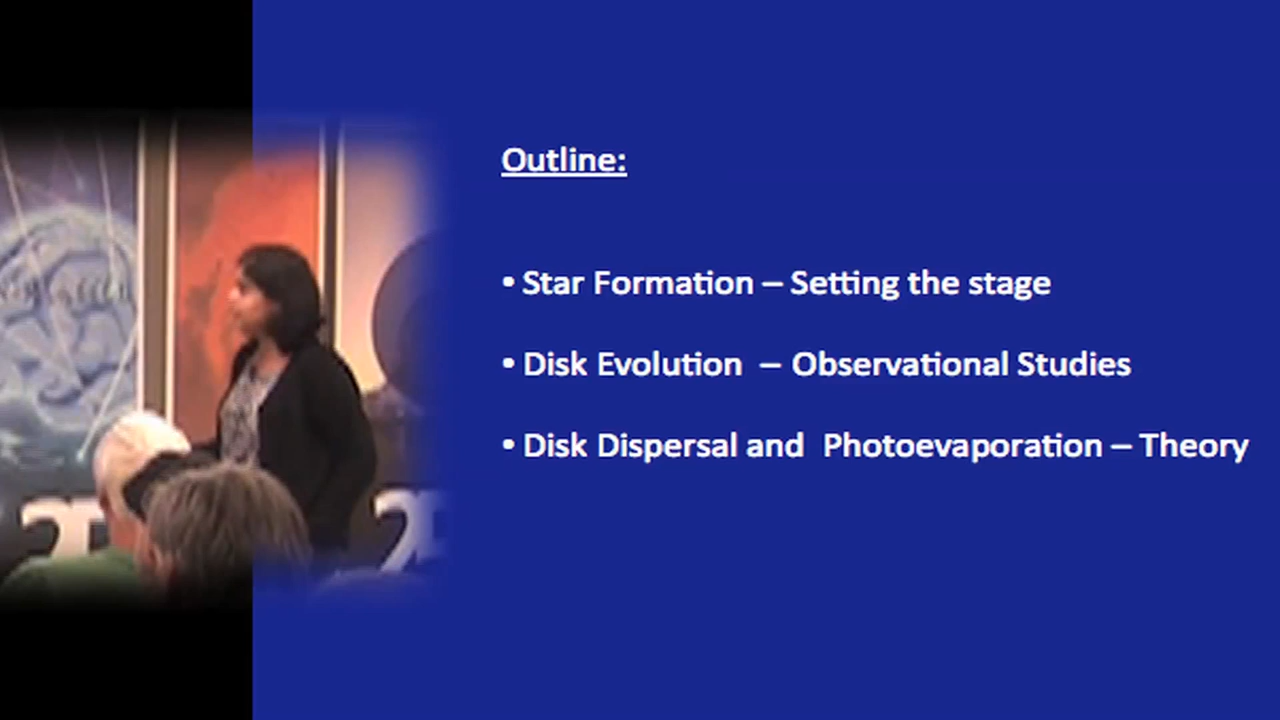 Outline:
• Star Formation – Setting the stage
• Disk Evolution – Observational Studies
• Disk Dispersal and Photoevaporation – Theory